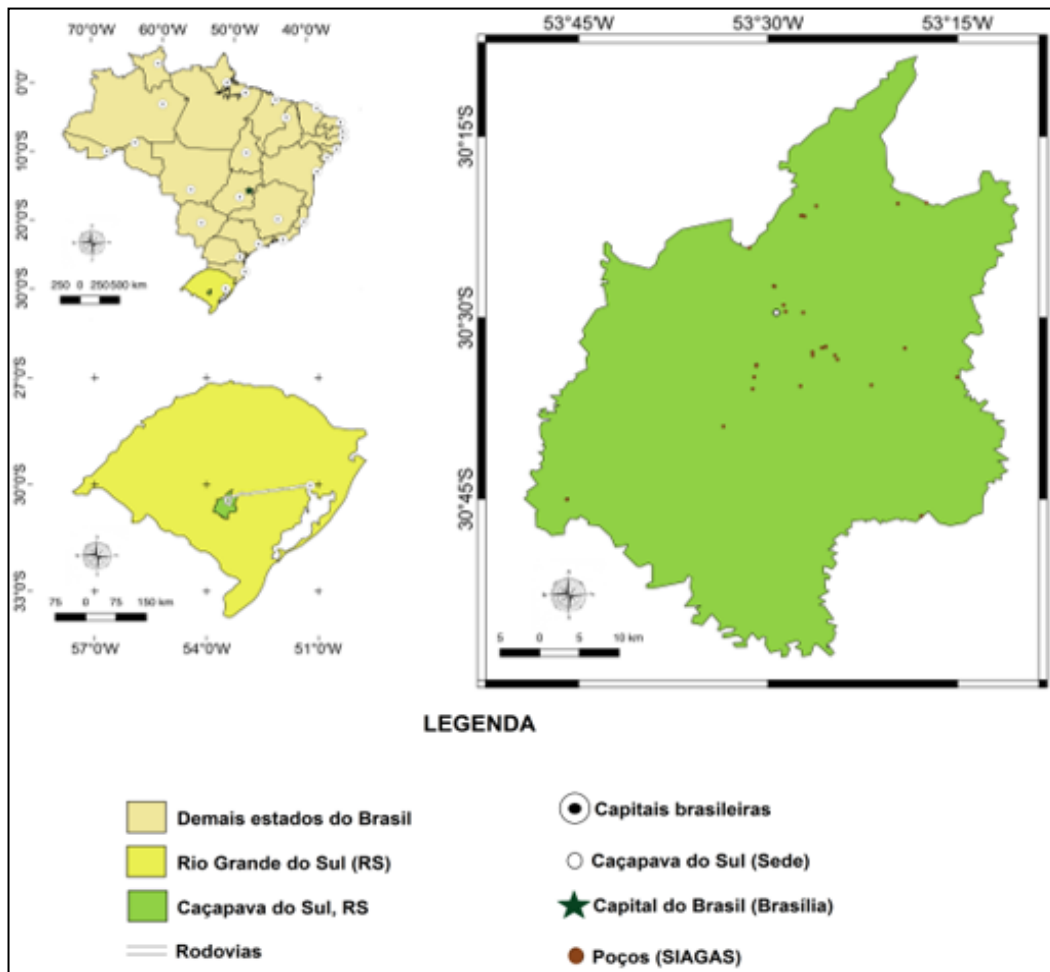 70°0'W 60°0'W 50°0'W 40°0'W
0°0'
10°0'S
20°0'S
30°0'S
250 0 250 500 km
27°0'S
30°0'S
33°0'S
75 0 75 150 km
57°0'W 54°0'W 51°0'W
53°45'W 53°30'W 53°15'W
30°15'S
30°30'S
30°45'S
5 0 5 10 km
LEGENDA
Demais estados do Brasil
Rio Grande do Sul (RS)
Caçapava do Sul, RS
Rodovias
Capitais brasileiras
Caçapava do Sul (Sede)
Capital do Brasil (Brasília)
Poços (SIAGAS)